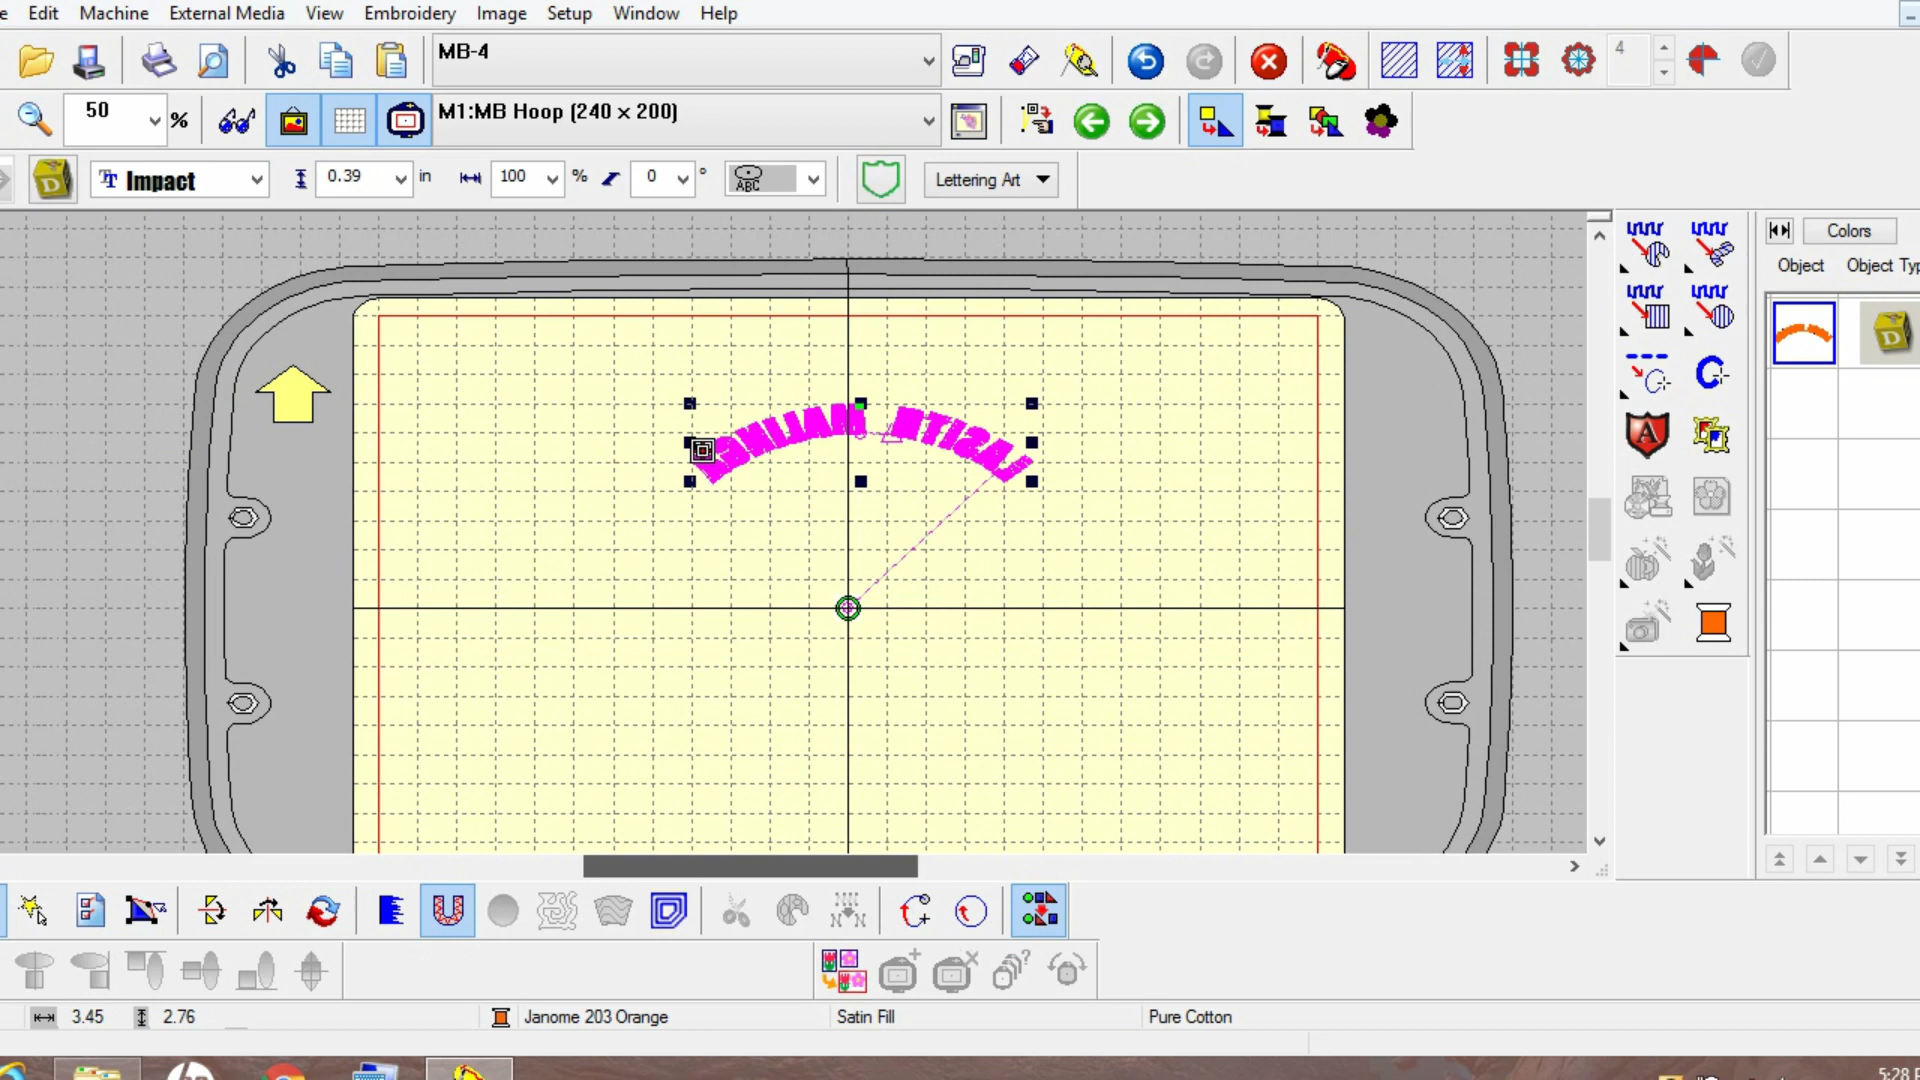 Edit Machine External Media View Embroidery Image Setup Window Help
MB-4
4
50 %
M1:MB Hoop (240 x 200)
D Impact 0.39 in 100 % 0 ° ABC Lettering Art
Colors
Object Object Typ
D
A
3.45 2.76 Janome 203 Orange Satin Fill Pure Cotton
5:28 P